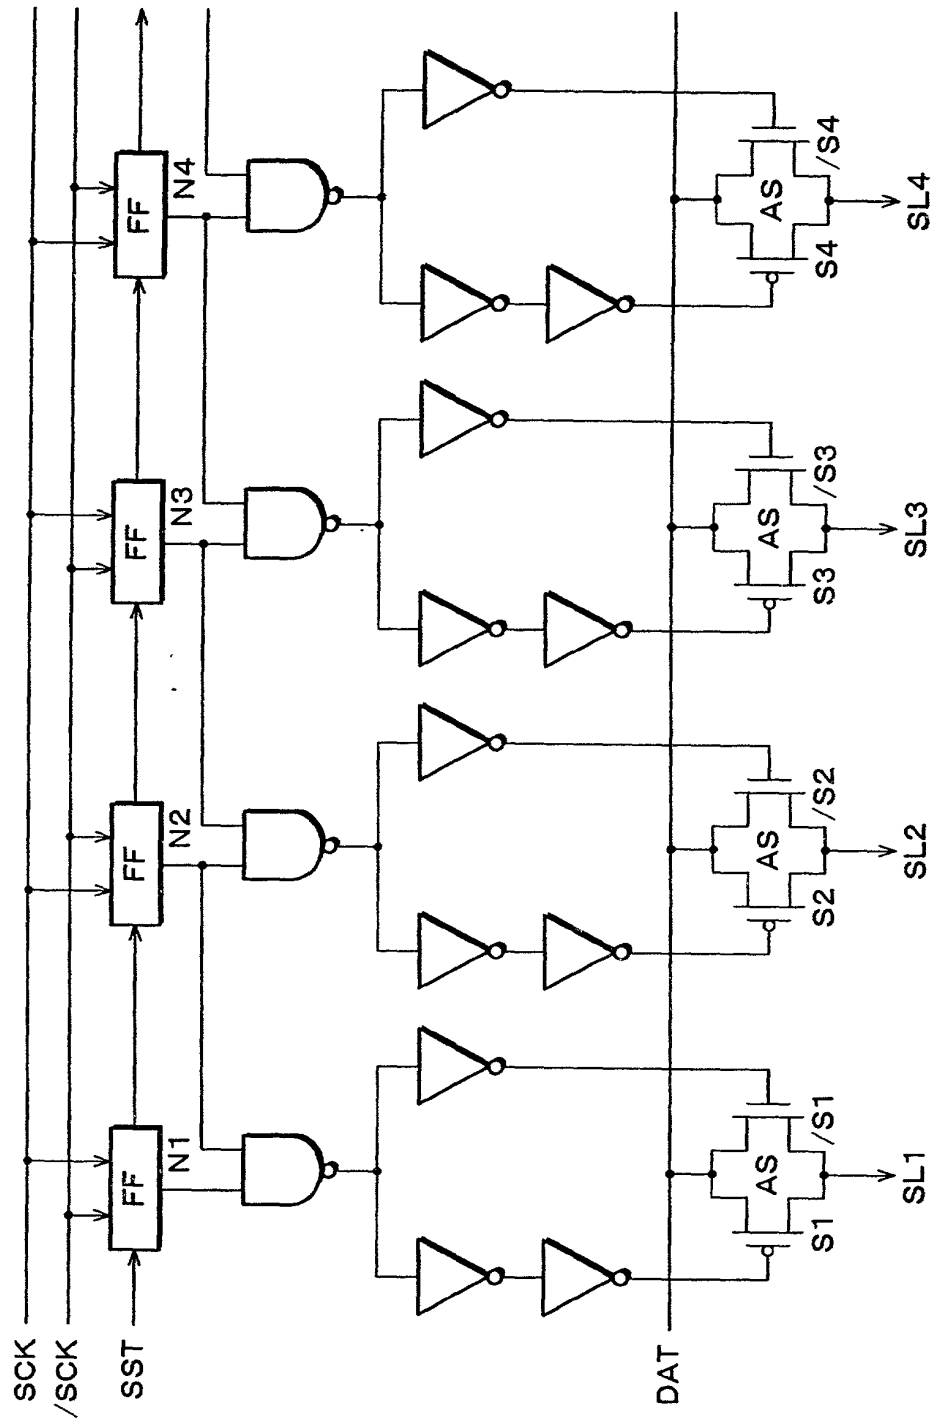 SCK
/SCK
SST
FF
N1
FF
N2
FF
N3
FF
N4
DAT
AS
S1
/S1
AS
S2
/S2
AS
S3
/S3
AS
S4
/S4
SL1
SL2
SL3
SL4